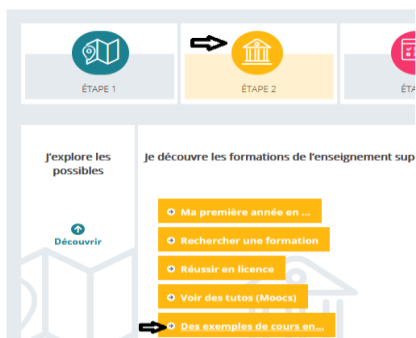 ÉTAPE 1
ÉTAPE 2
ÉTA
J'explore les
possibles
Découvrir
Je découvre les formations de l'enseignement sup
Ma première année en ...
Rechercher une formation
Réussir en licence
Voir des tutos (Moocs)
Des exemples de cours en...